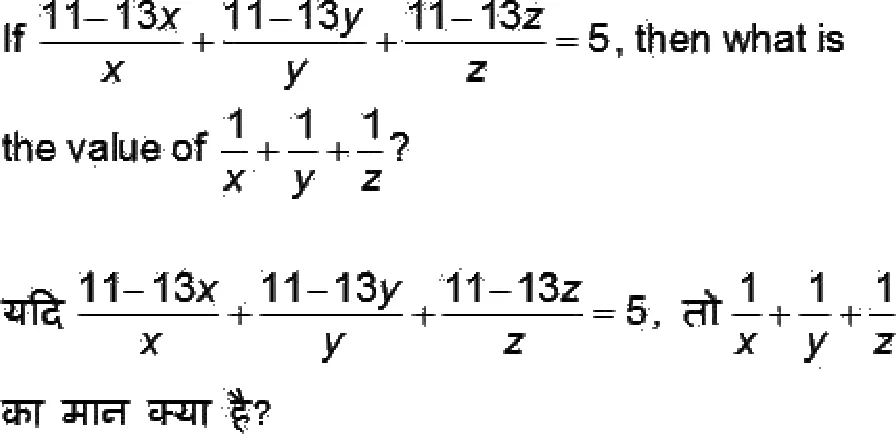 If (11–13x)/x + (11–13y)/y + (11–13z)/z = 5, then what is
the value of 1/x + 1/y + 1/z?
यदि (11–13x)/x + (11–13y)/y + (11–13z)/z = 5, तो 1/x + 1/y + 1/z
का मान क्या है?